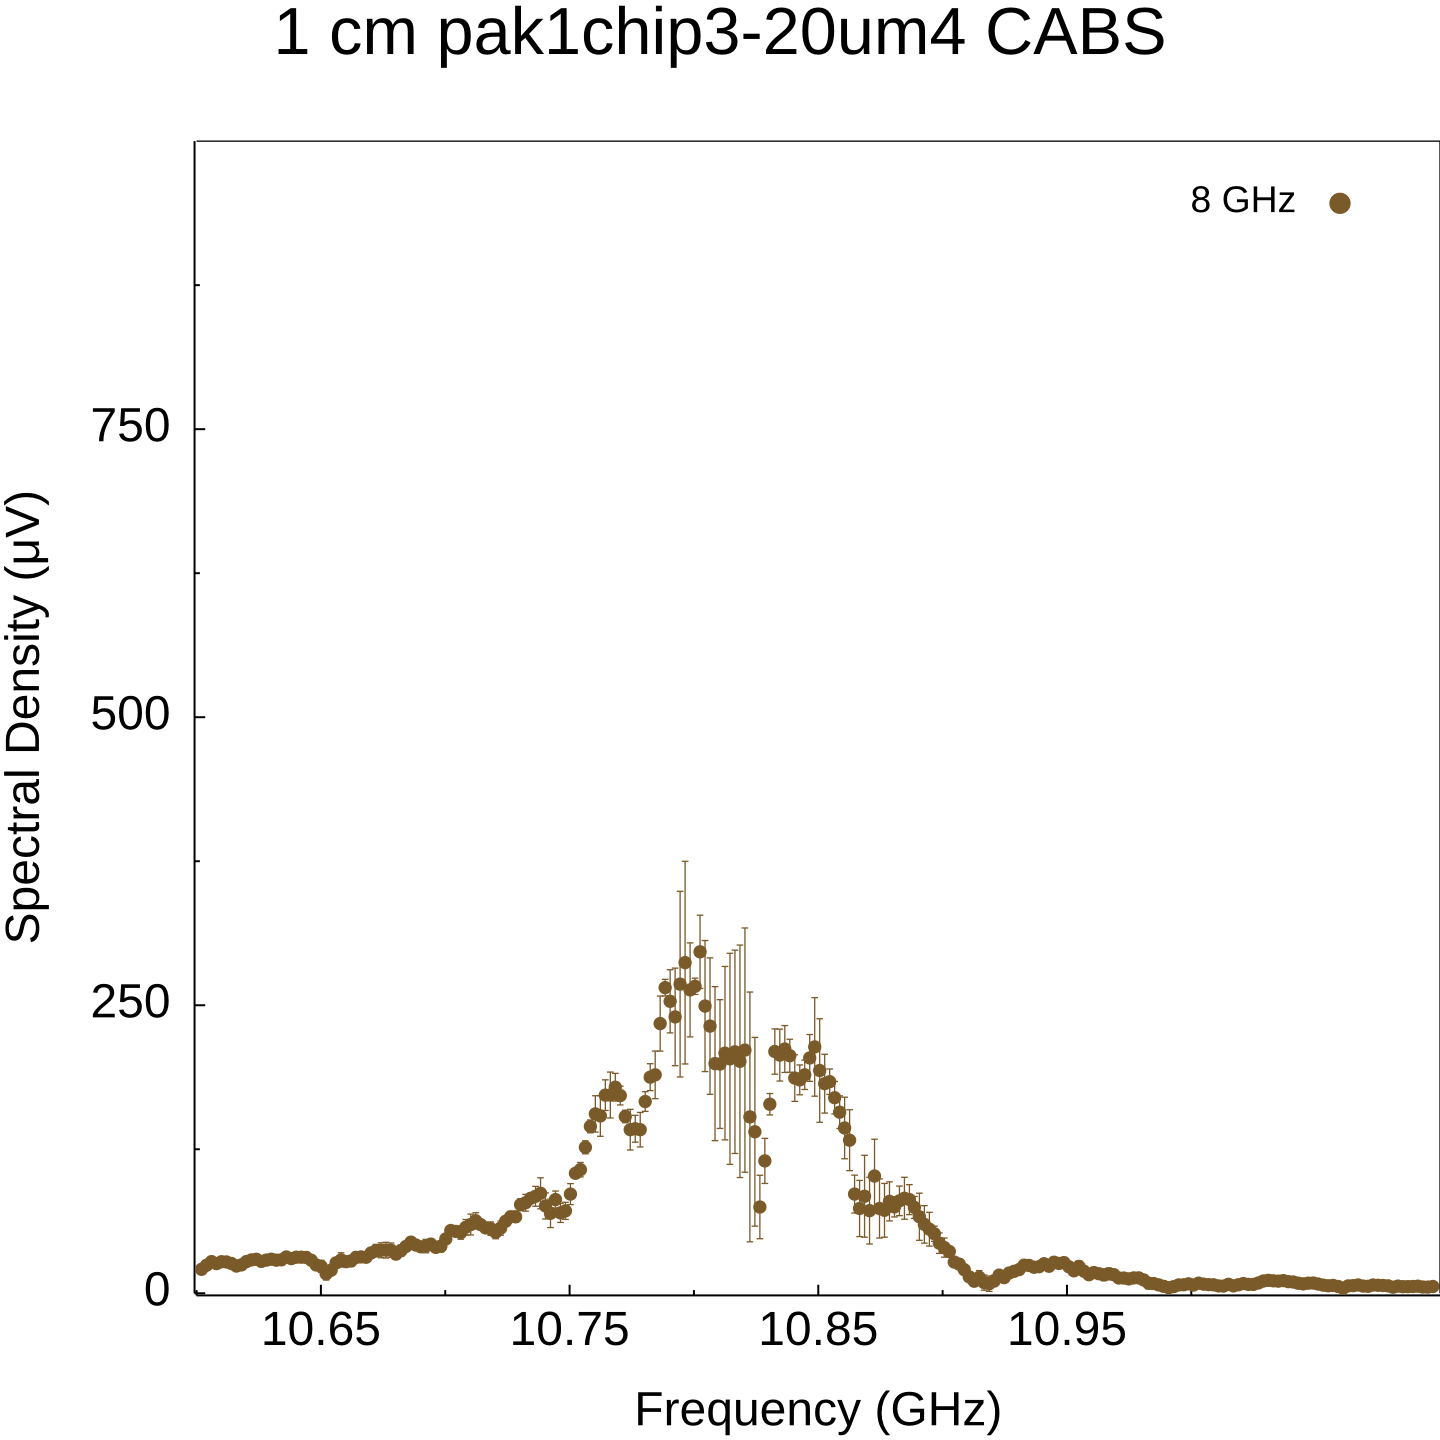 1 cm pak1chip3-20um4 CABS
8 GHz
750
500
250
0
Spectral Density (μV)
10.65 10.75 10.85 10.95
Frequency (GHz)